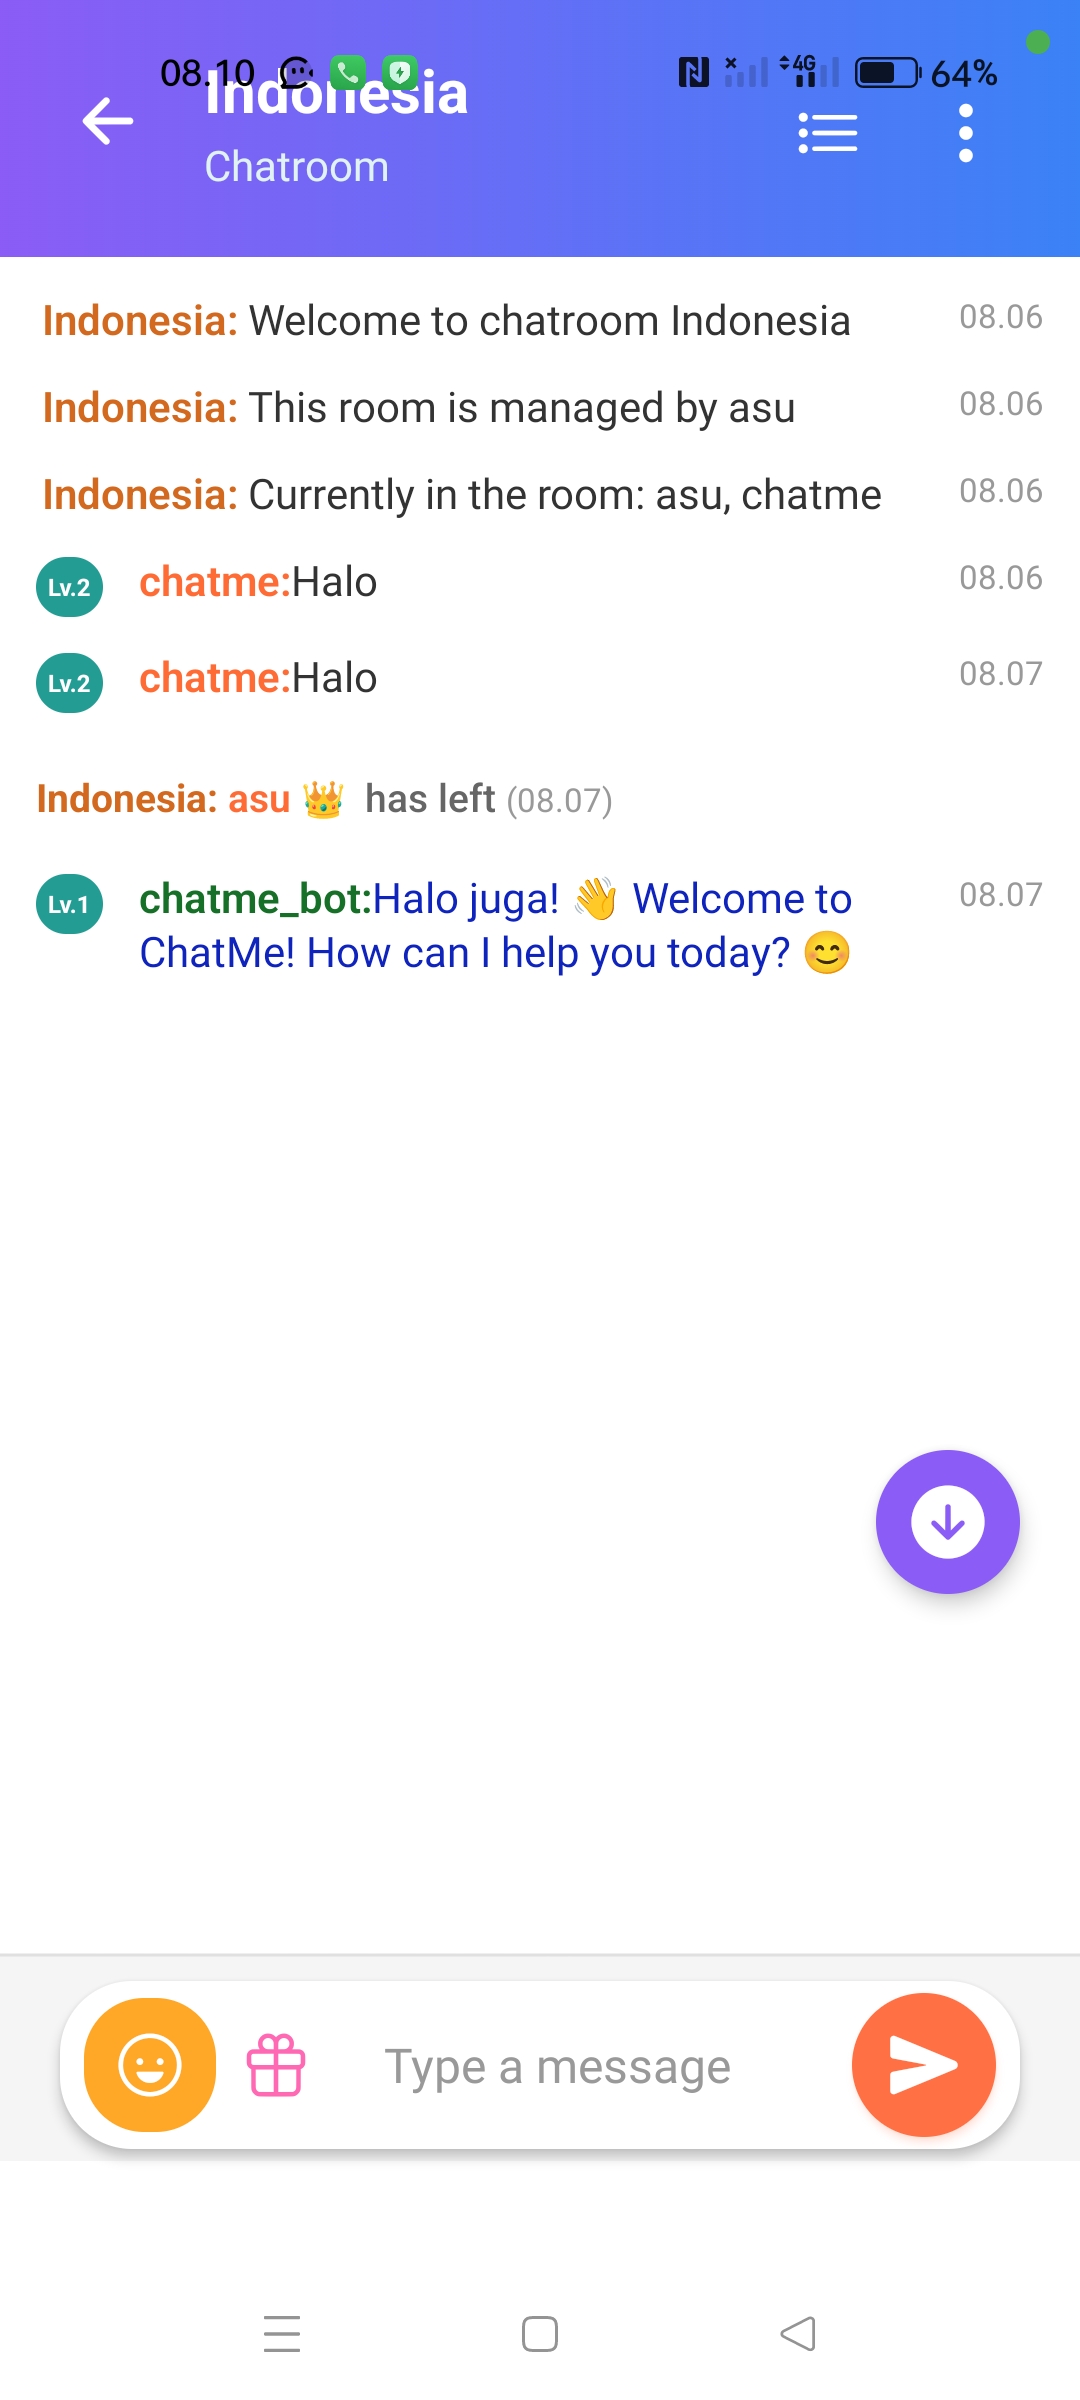 08.10 4G 64%
Indonesia
Chatroom
Indonesia: Welcome to chatroom Indonesia 08.06
Indonesia: This room is managed by asu 08.06
Indonesia: Currently in the room: asu, chatme 08.06
Lv.2 chatme:Halo 08.06
Lv.2 chatme:Halo 08.07
Indonesia: asu 👑 has left (08.07)
Lv.1 chatme_bot:Halo juga! 👋 Welcome to 08.07
ChatMe! How can I help you today? 😊
Type a message